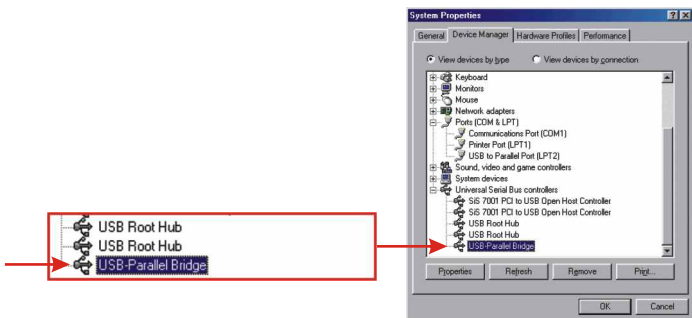 System Properties
General Device Manager Hardware Profiles Performance
View devices by type View devices by connection
Keyboard
Monitors
Mouse
Network adapters
Ports (COM & LPT)
Communications Port (COM1)
Printer Port (LPT1)
USB to Parallel Port (LPT2)
Sound, video and game controllers
System devices
Universal Serial Bus controllers
SiS 7001 PCI to USB Open Host Controller
SiS 7001 PCI to USB Open Host Controller
USB Root Hub
USB Root Hub
USB-Parallel Bridge
Properties Refresh Remove Print...
OK Cancel
USB Root Hub
USB Root Hub
USB-Parallel Bridge